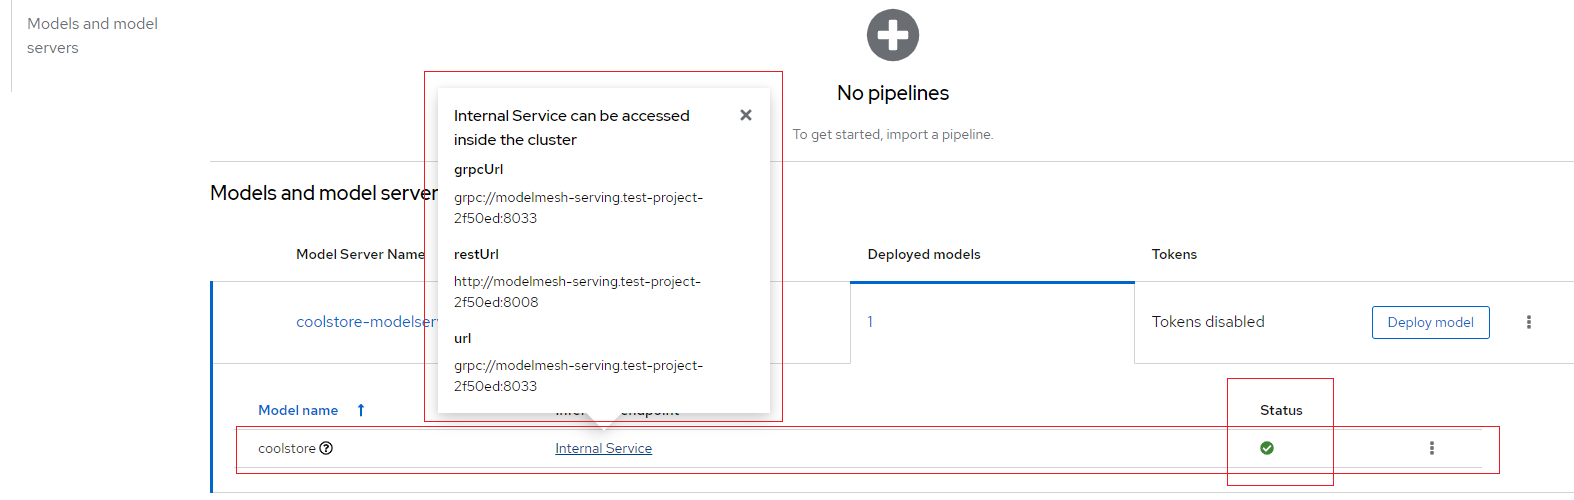 Models and model
servers
No pipelines
To get started, import a pipeline.
Internal Service can be accessed
inside the cluster
grpcUrl
grpc://modelmesh-serving.test-project-
2f50ed:8033
restUrl
http://modelmesh-serving.test-project-
2f50ed:8008
url
grpc://modelmesh-serving.test-project-
2f50ed:8033
Models and model server
Model Server Name
Deployed models
Tokens
coolstore-modelser
1
Tokens disabled
Deploy model
Model name
Status
coolstore
Internal Service